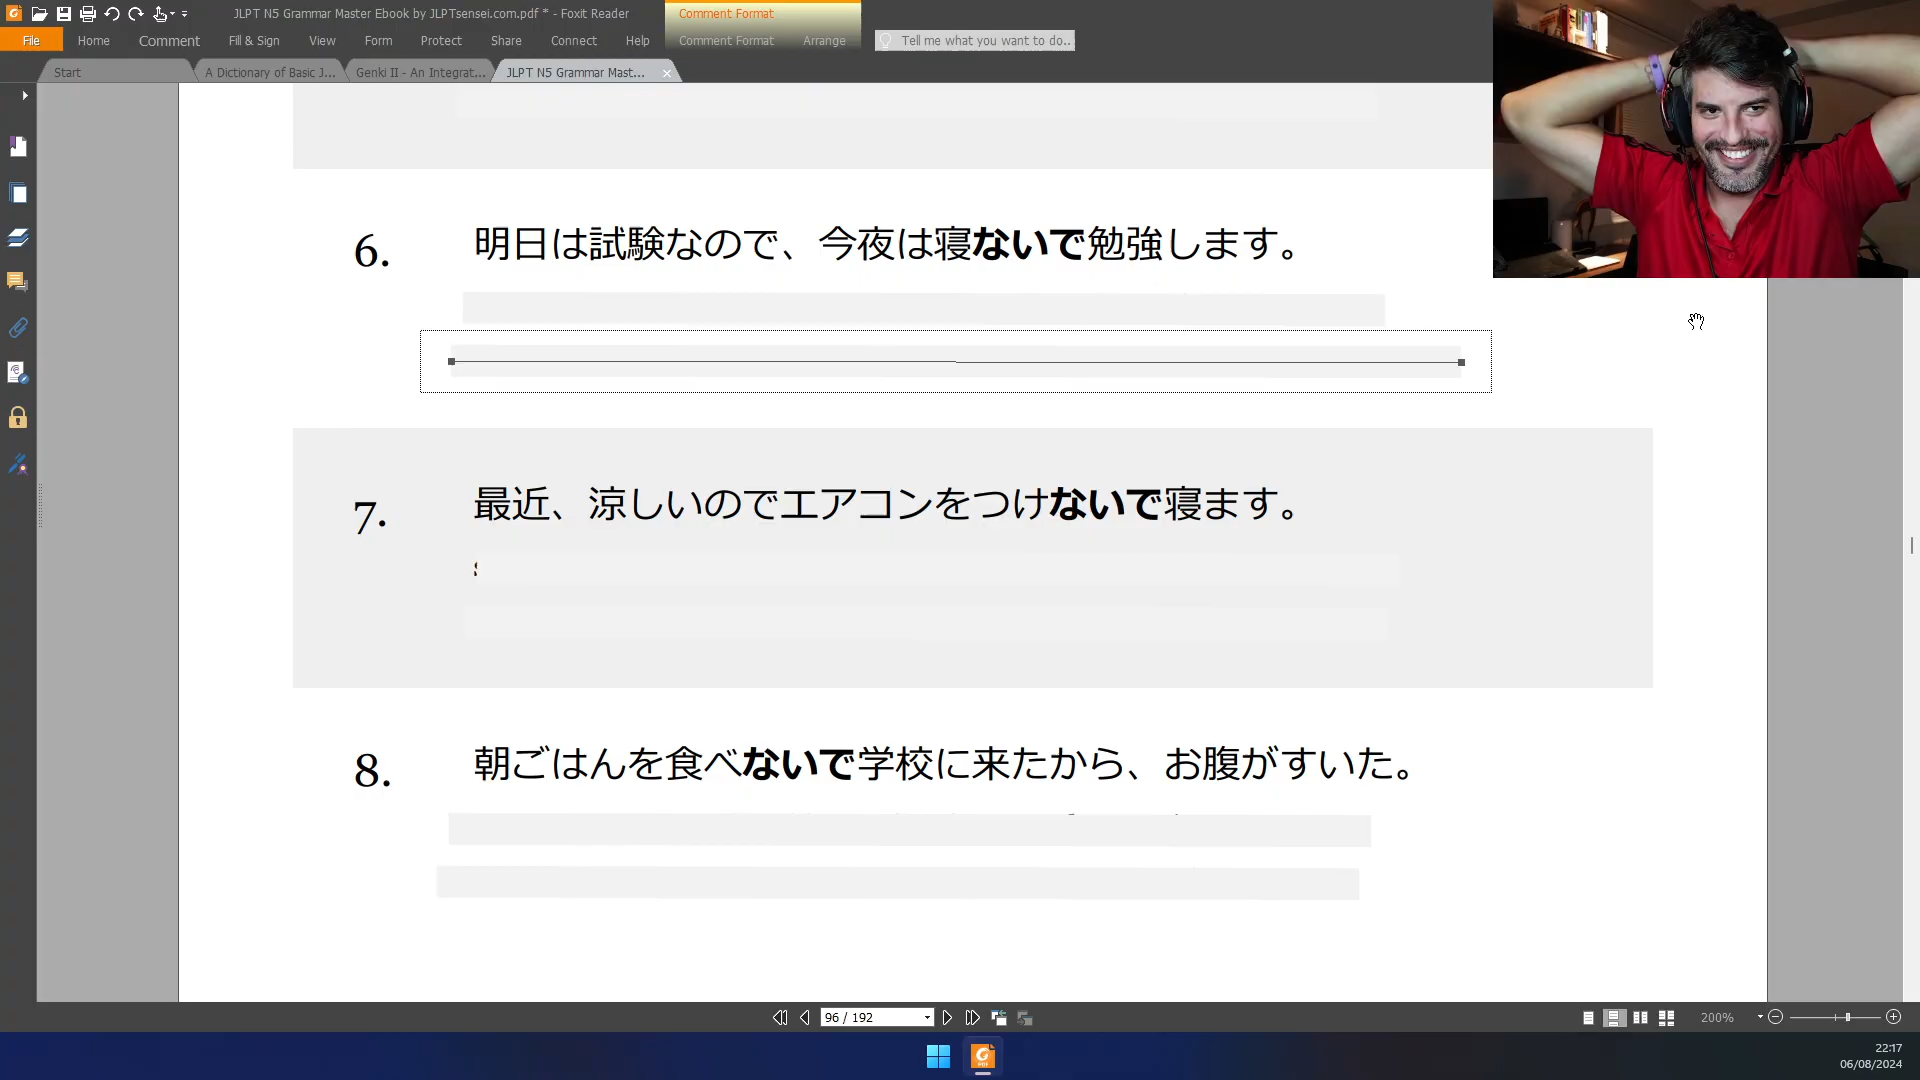 JLPT N5 Grammar Master Ebook by JLPTsensei.com.pdf * - Foxit Reader
Comment Format
File Home Comment Fill & Sign View Form Protect Share Connect Help Comment Format Arrange Tell me what you want to do..
Start A Dictionary of Basic J... Genki II - An Integrat... JLPT N5 Grammar Mast...
6. 明日は試験なので、今夜は寝ないで勉強します。
7. 最近、涼しいのでエアコンをつけないで寝ます。
8. 朝ごはんを食べないで学校に来たから、お腹がすいた。
96 / 192
200%
22:17
06/08/2024